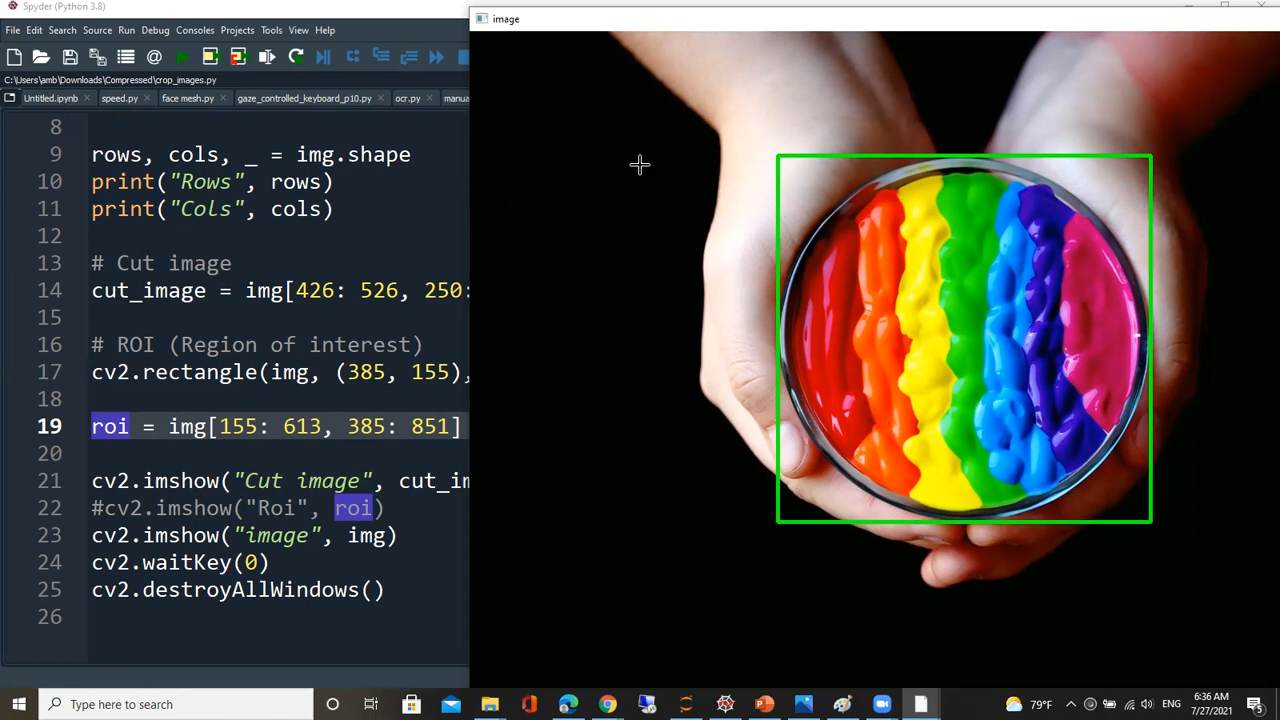 Spyder (Python 3.8)
image
File Edit Search Source Run Debug Consoles Projects Tools View Help
C:\Users\amb\Downloads\Compressed\crop_images.py
Untitled.ipynb speed.py face mesh.py gaze_controlled_keyboard_p10.py ocr.py manua
8
9 rows, cols, _ = img.shape
10 print("Rows", rows)
11 print("Cols", cols)
12
13 # Cut image
14 cut_image = img[426: 526, 250:
15
16 # ROI (Region of interest)
17 cv2.rectangle(img, (385, 155),
18
19 roi = img[155: 613, 385: 851]
20
21 cv2.imshow("Cut image", cut_im
22 #cv2.imshow("Roi", roi)
23 cv2.imshow("image", img)
24 cv2.waitKey(0)
25 cv2.destroyAllWindows()
26
Type here to search
79°F
ENG
6:36 AM
7/27/2021
5